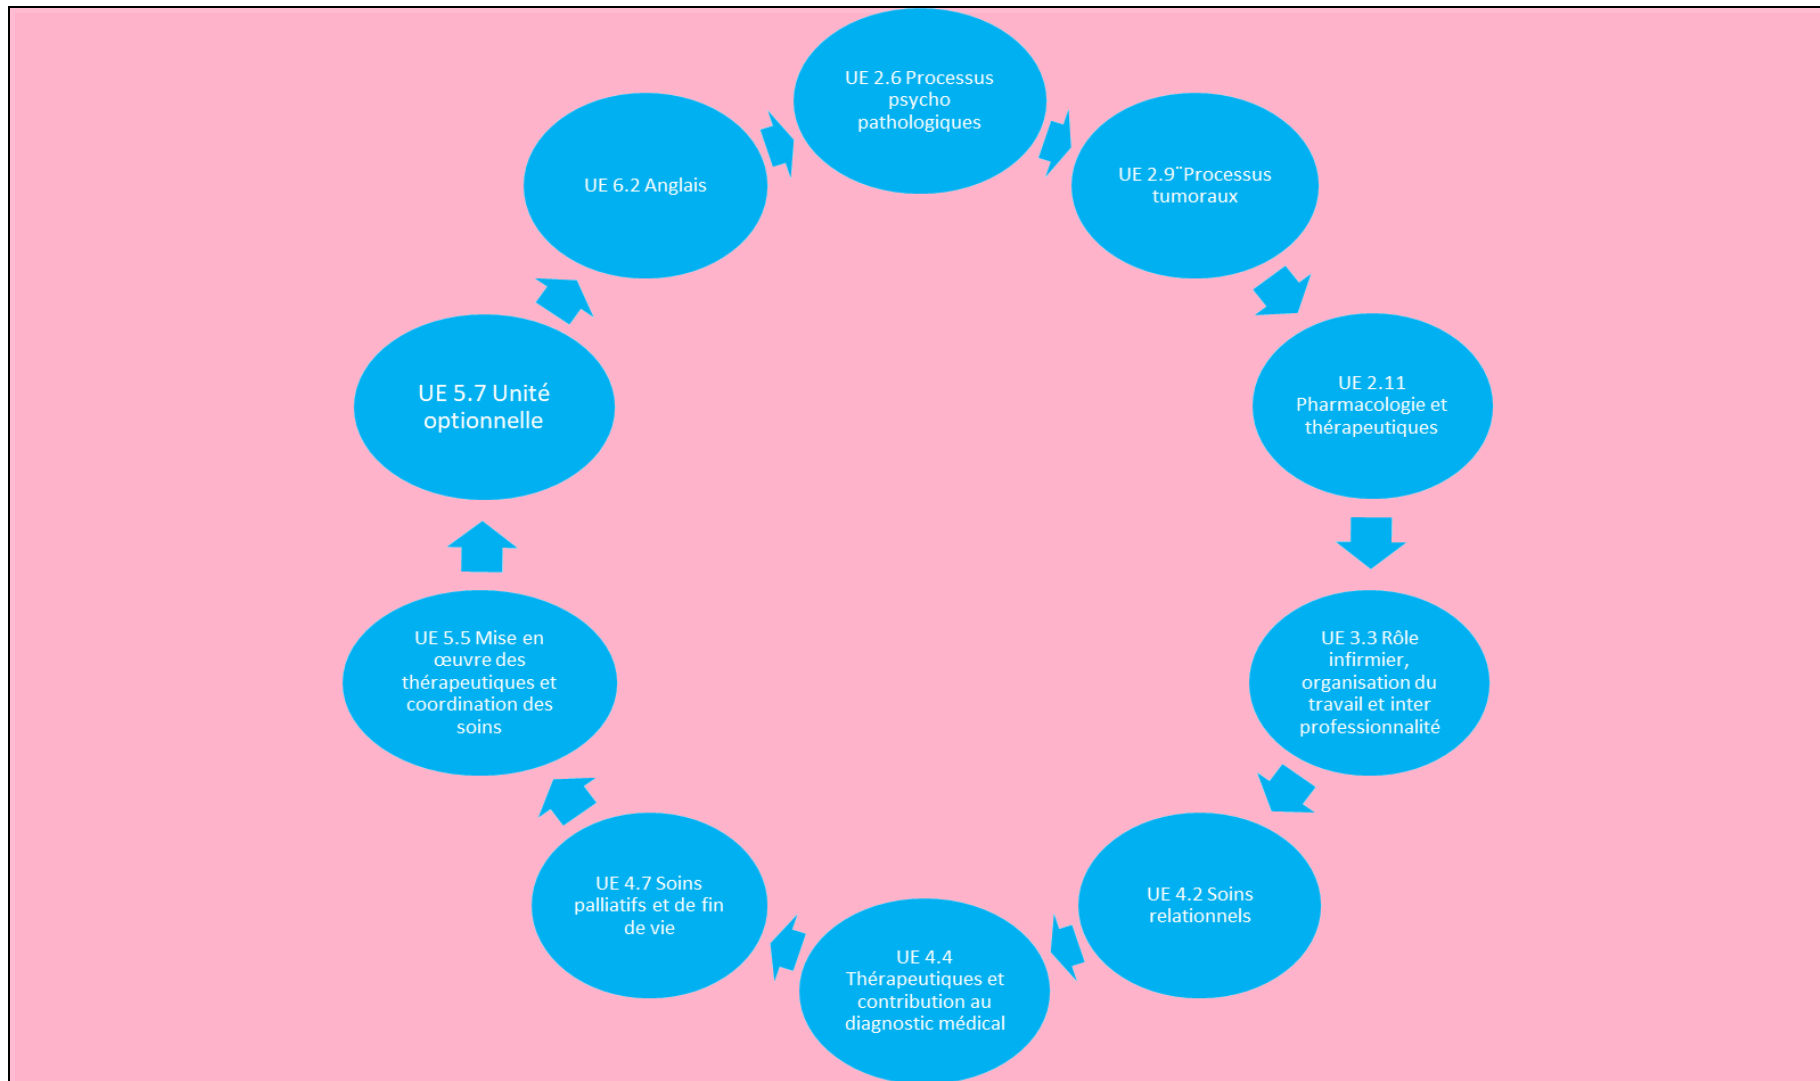 UE 2.6 Processus
psycho
pathologiques
UE 2.9¨Processus
tumoraux
UE 2.11
Pharmacologie et
thérapeutiques
UE 3.3 Rôle
infirmier,
organisation du
travail et inter
professionnalité
UE 4.2 Soins
relationnels
UE 4.4
Thérapeutiques et
contribution au
diagnostic médical
UE 4.7 Soins
palliatifs et de fin
de vie
UE 5.5 Mise en
œuvre des
thérapeutiques et
coordination des
soins
UE 5.7 Unité
optionnelle
UE 6.2 Anglais